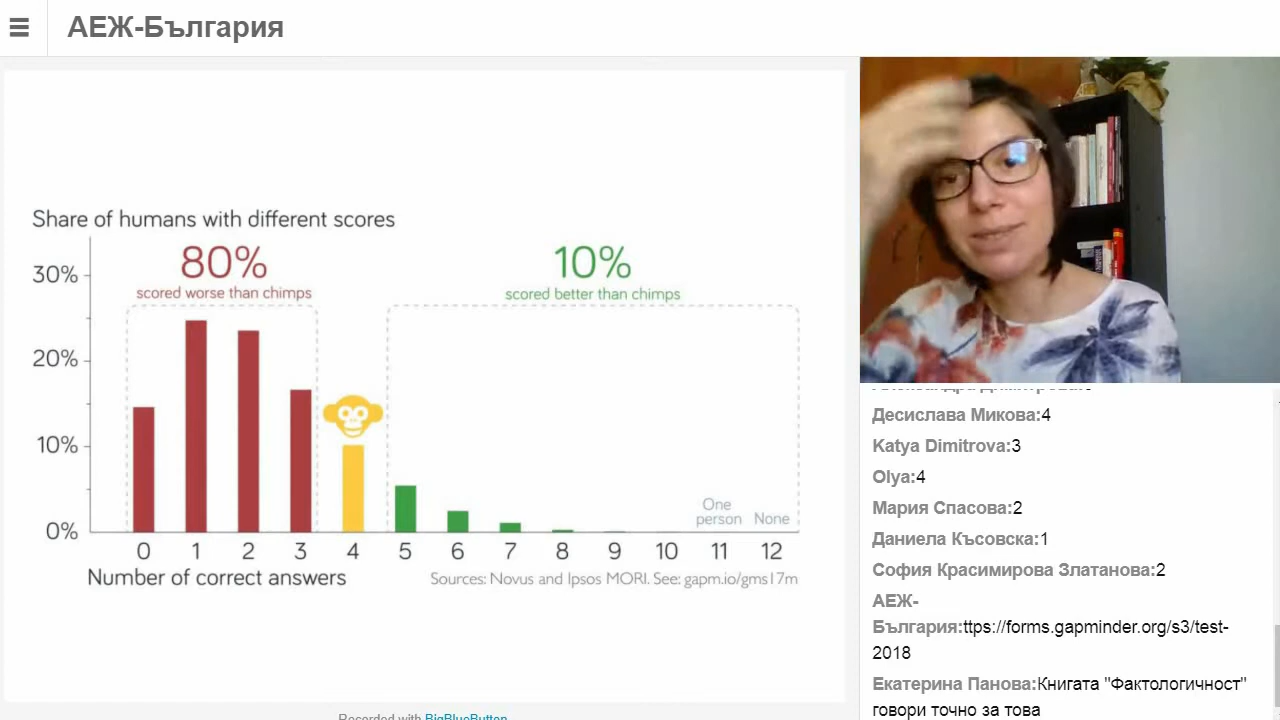 АЕЖ-България
Share of humans with different scores
80%
scored worse than chimps
10%
scored better than chimps
30%
20%
10%
0%
One
person
None
0 1 2 3 4 5 6 7 8 9 10 11 12
Number of correct answers
Sources: Novus and Ipsos MORI. See: gapm.io/gms17m
Recorded with BigBlueButton
Десислава Микова:4
Katya Dimitrova:3
Olya:4
Мария Спасова:2
Даниела Късовска:1
София Красимирова Златанова:2
АЕЖ-
България:ttps://forms.gapminder.org/s3/test-
2018
Екатерина Панова:Книгата "Фактологичност"
говори точно за това